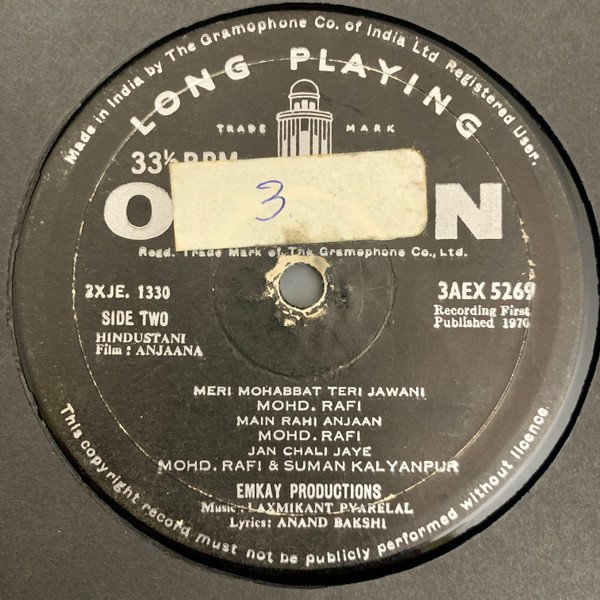 Made in India by The Gramophone Co. of India Ltd Registered User.
LONG PLAYING
TRADE MARK
33⅓ RPM
3
O N
Regd. Trade Mark of The Gramophone Co., Ltd.
2XJE. 1330
3AEX 5269
SIDE TWO
Recording First
Published 1970
HINDUSTANI
Film : ANJAANA
MERI MOHABBAT TERI JAWANI
MOHD. RAFI
MAIN RAHI ANJAAN
MOHD. RAFI
JAN CHALI JAYE
MOHD. RAFI & SUMAN KALYANPUR
EMKAY PRODUCTIONS
Music : LAXMIKANT PYARELAL
Lyrics: ANAND BAKSHI
This copyright record must not be publicly performed without licence.